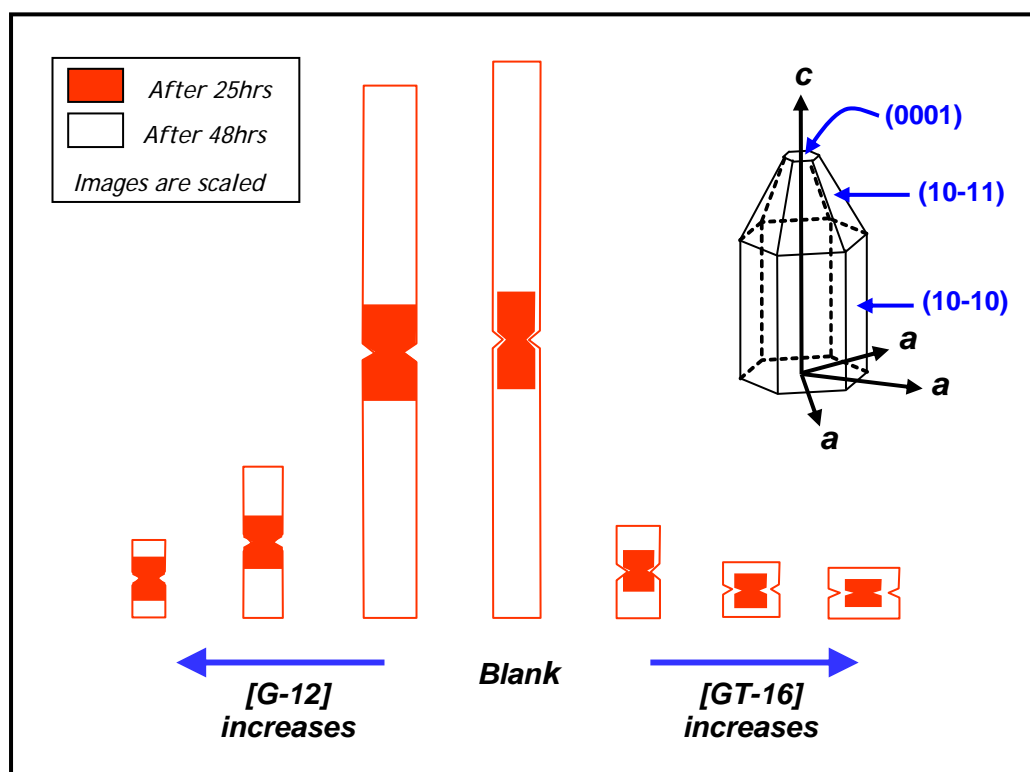 After 25hrs
After 48hrs
Images are scaled
c
(0001)
(10-11)
(10-10)
a
a
a
Blank
[G-12]
increases
[GT-16]
increases